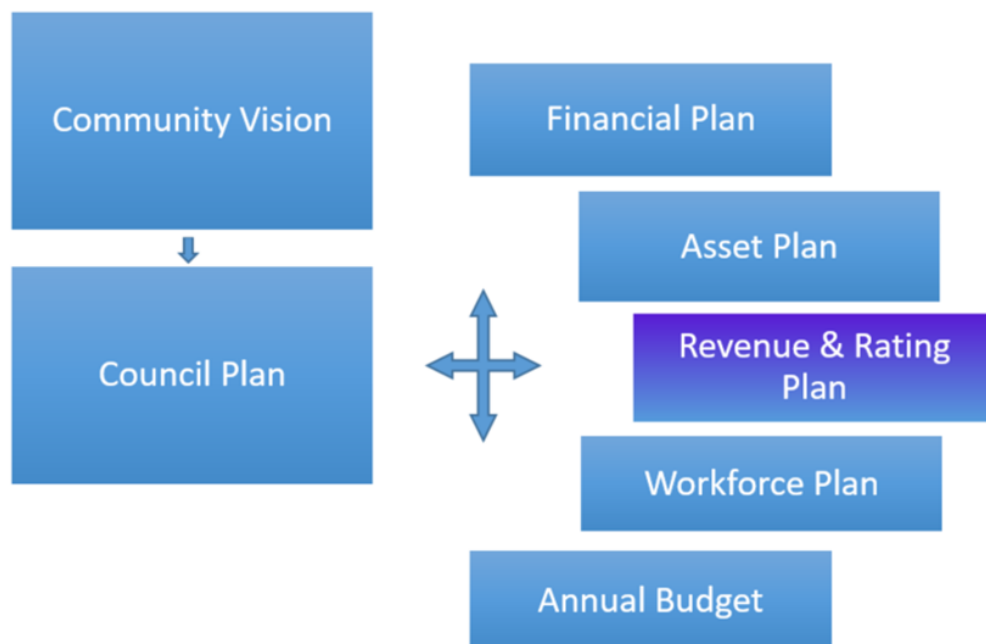 Community Vision
Council Plan
Financial Plan
Asset Plan
Revenue & Rating
Plan
Workforce Plan
Annual Budget